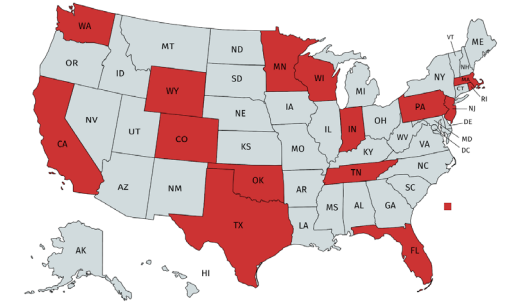 WA
VT
ME
MT
ND
MN
NH
OR
ID
SD
WI
NY
MA
WY
MI
CT
RI
IA
PA
NJ
NV
NE
OH
DE
UT
IL
IN
MD
CA
CO
WV
DC
KS
MO
KY
VA
NC
TN
AZ
NM
OK
AR
SC
MS
AL
GA
TX
LA
AK
FL
HI